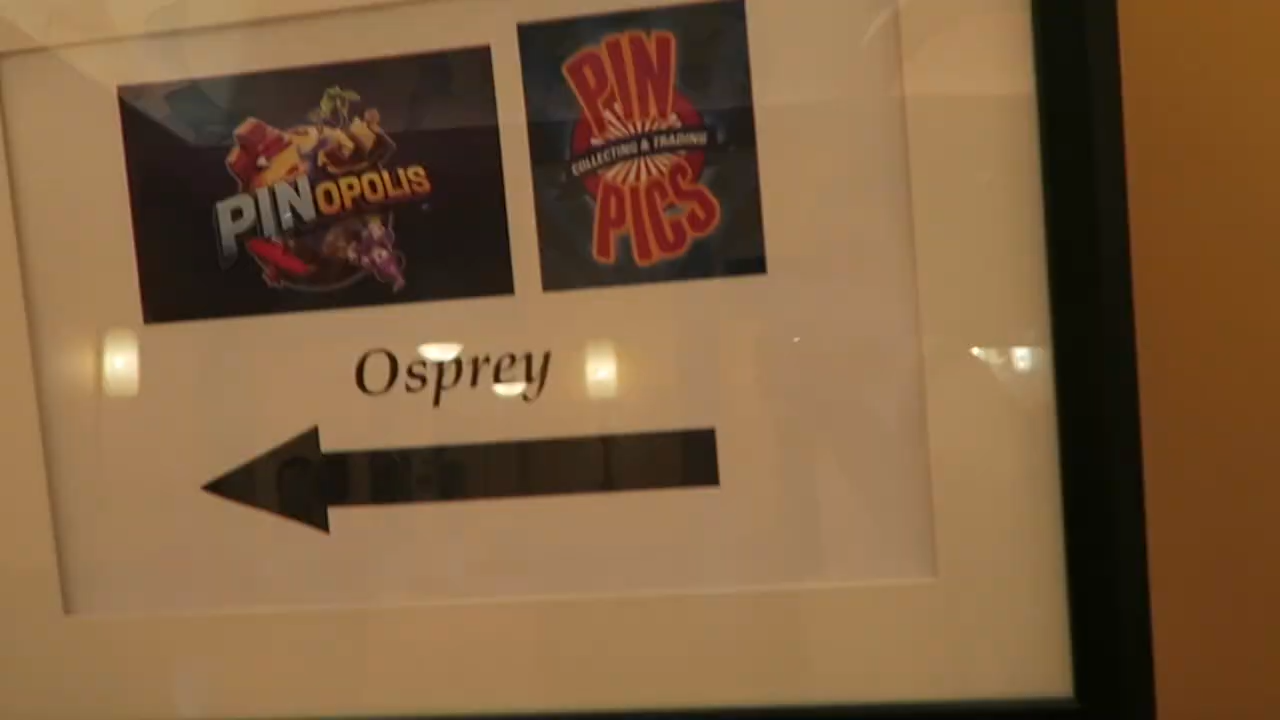 PINOPOLIS
PIN
COLLECTING & TRADING
PICS
Osprey